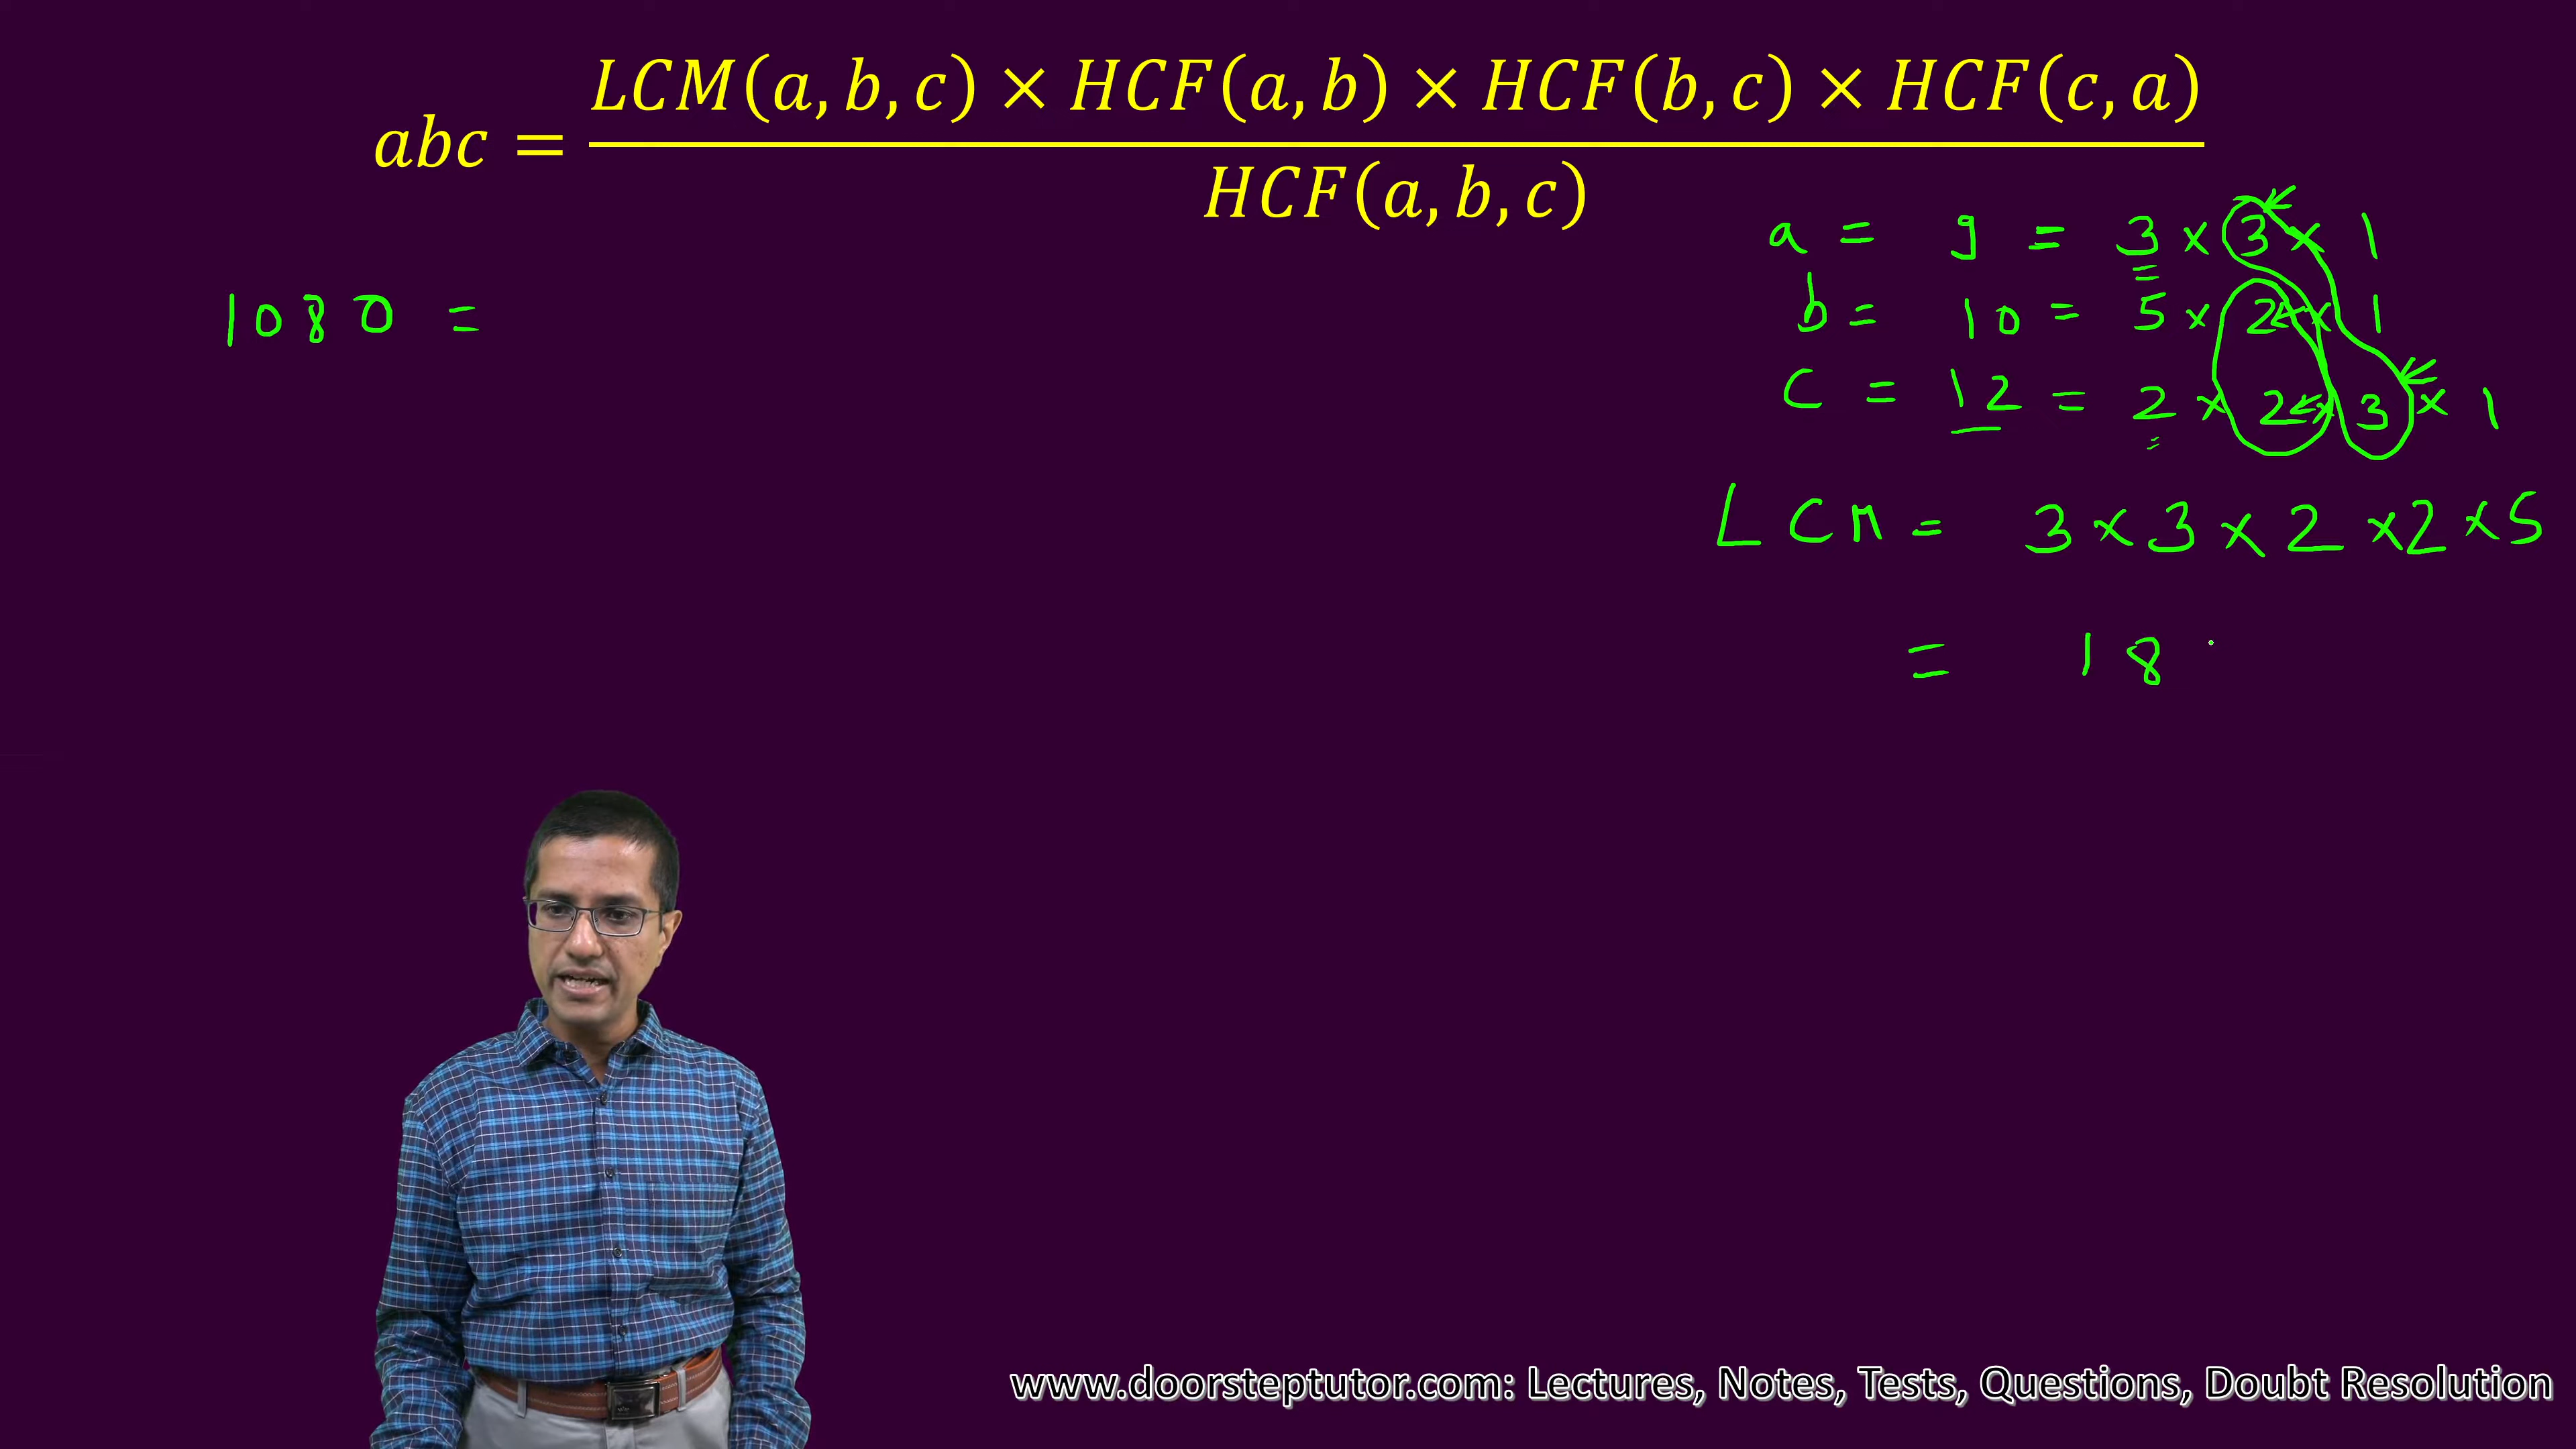 abc = LCM(a, b, c) × HCF(a, b) × HCF(b, c) × HCF(c, a)
HCF(a, b, c)
a = 9 = 3 × 3 × 1
1080 =
b = 10 = 5 × 2 × 1
C = 12 = 2 × 2 × 3 × 1
LCM = 3 × 3 × 2 × 2 × 5
= 18
www.doorsteptutor.com: Lectures, Notes, Tests, Questions, Doubt Resolution